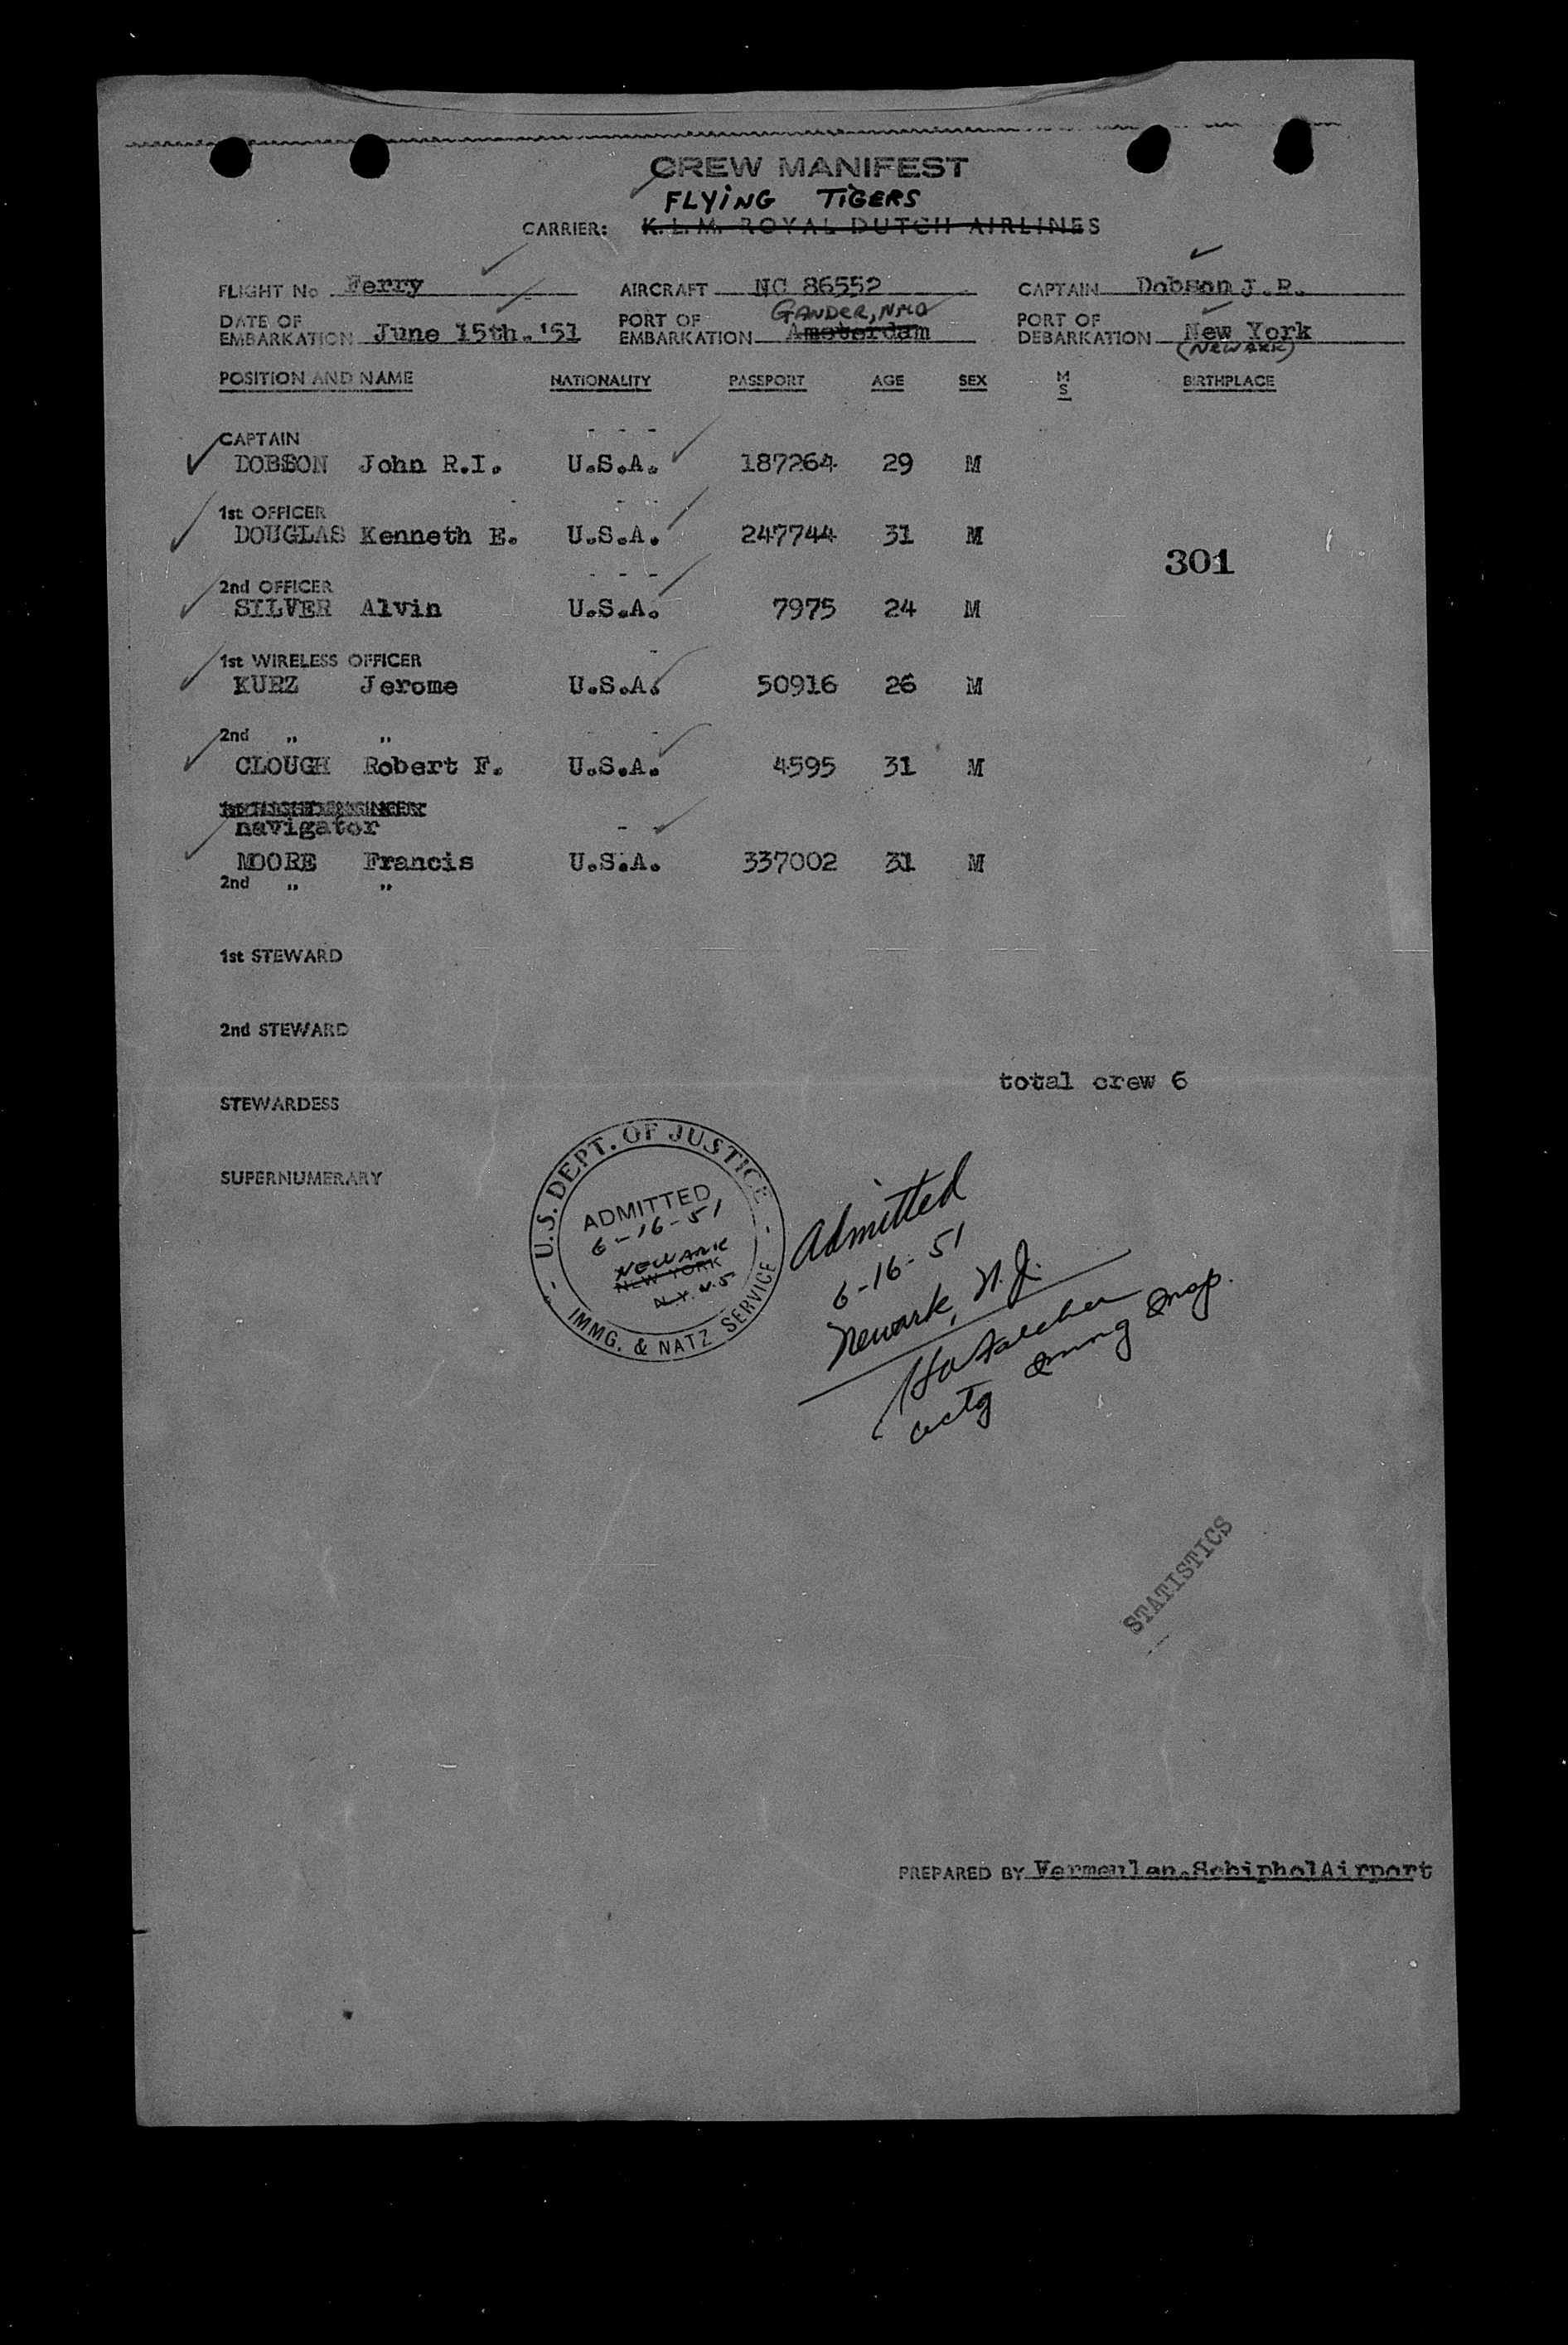 CREW MANIFEST
FLYING TIGERS
CARRIER: K.L.M. ROYAL DUTCH AIRLINES
FLIGHT No Ferry AIRCRAFT NC 86552 CAPTAIN Dobson J.R.
GANDER, NFLD
DATE OF EMBARKATION June 15th.'51 PORT OF EMBARKATION Amsterdam PORT OF DEBARKATION New York
(NEWARK)
POSITION AND NAME NATIONALITY PASSPORT AGE SEX M S BIRTHPLACE
CAPTAIN
DOBSON John R.I. U.S.A. 187264 29 M
1st OFFICER
DOUGLAS Kenneth E. U.S.A. 247744 31 M
301
2nd OFFICER
SILVER Alvin U.S.A. 7975 24 M
1st WIRELESS OFFICER
KURZ Jerome U.S.A. 50916 26 M
2nd " "
CLOUGH Robert F. U.S.A. 4595 31 M
navigator
MOORE Francis U.S.A. 337002 31 M
2nd " "
1st STEWARD
2nd STEWARD
total crew 6
STEWARDESS
SUPERNUMERARY
U.S. DEPT. OF JUSTICE
ADMITTED
6-16-51
NEWARK
NEW YORK
N.Y. N.J.
IMMG. & NATZ SERVICE
Admitted
6-16-51
Newark, N.J.
actg Immg Insp.
STATISTICS
PREPARED BY Vermeulen.SchipholAirport